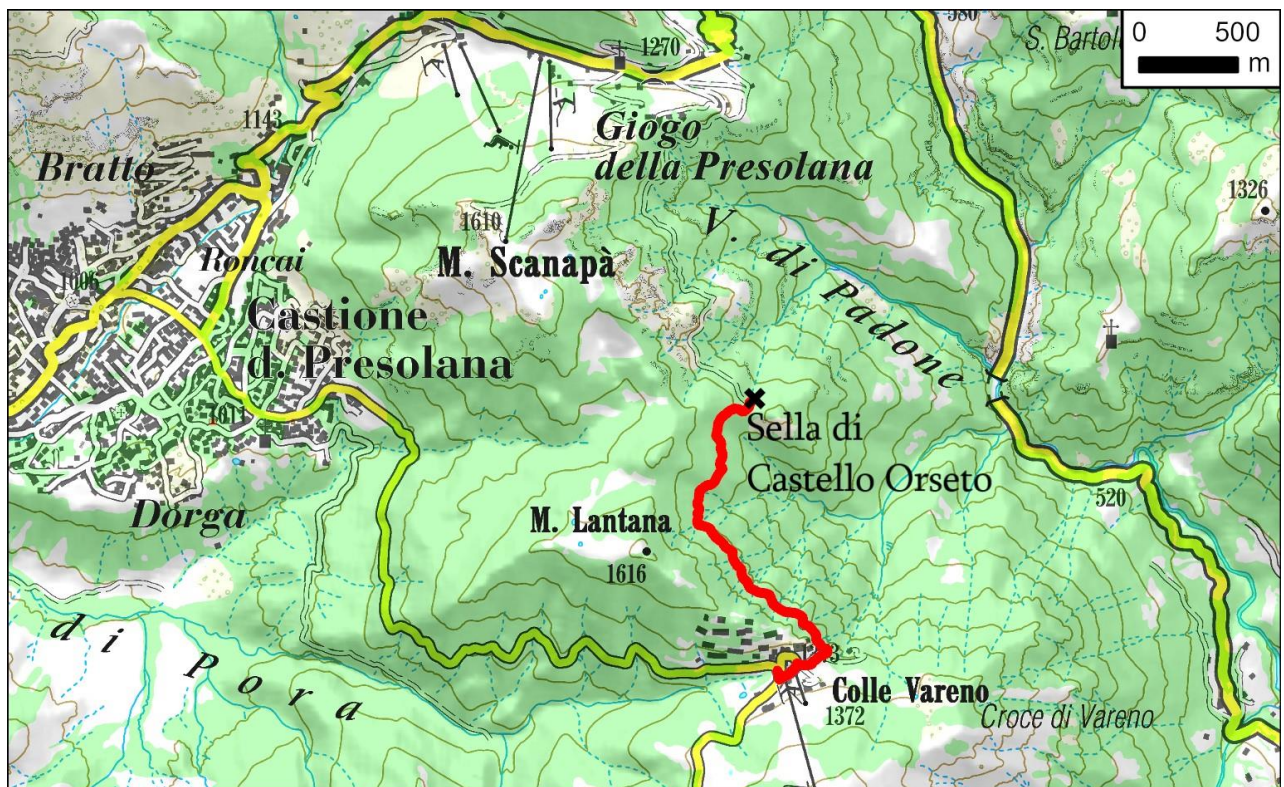 0 500
m
S. Bartol
1270
1143
Giogo
della Presolana
Bratto
1326
1610
V. di Padone
M. Scanapà
Roncai
Castione
d. Presolana
1011
Sella di
Castello Orseto
Dorga
520
M. Lantana
1616
di Pora
Colle Vareno
1372
Croce di Vareno